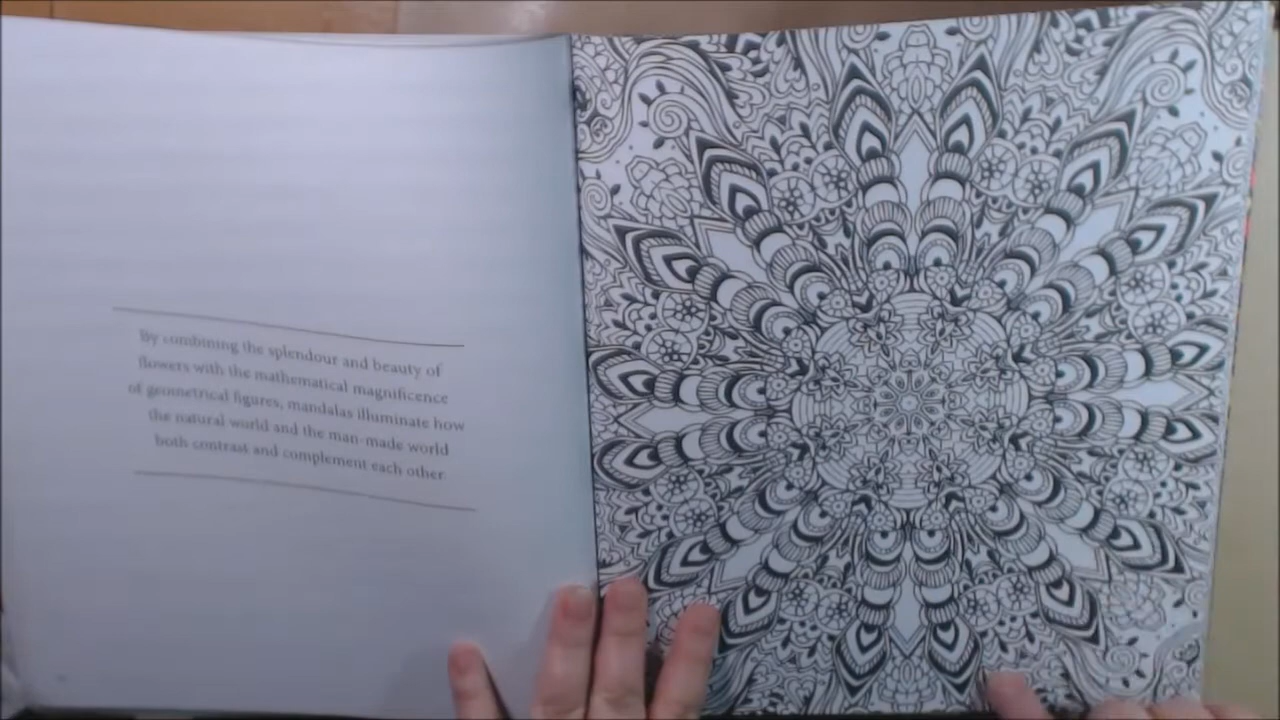 By combining the splendour and beauty of
flowers with the mathematical magnificence
of geometrical figures, mandalas illuminate how
the natural world and the man-made world
both contrast and complement each other